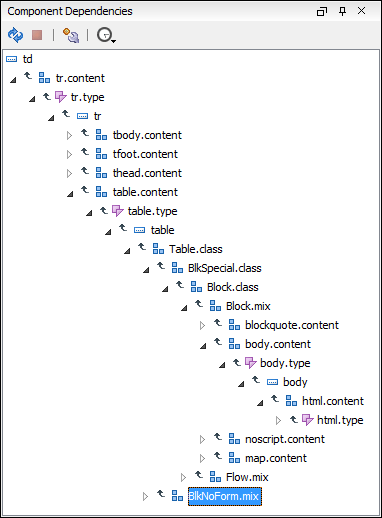 Component Dependencies
td
tr.content
tr.type
tr
tbody.content
tfoot.content
thead.content
table.content
table.type
table
Table.class
BlkSpecial.class
Block.class
Block.mix
blockquote.content
body.content
body.type
body
html.content
html.type
noscript.content
map.content
Flow.mix
BlkNoForm.mix